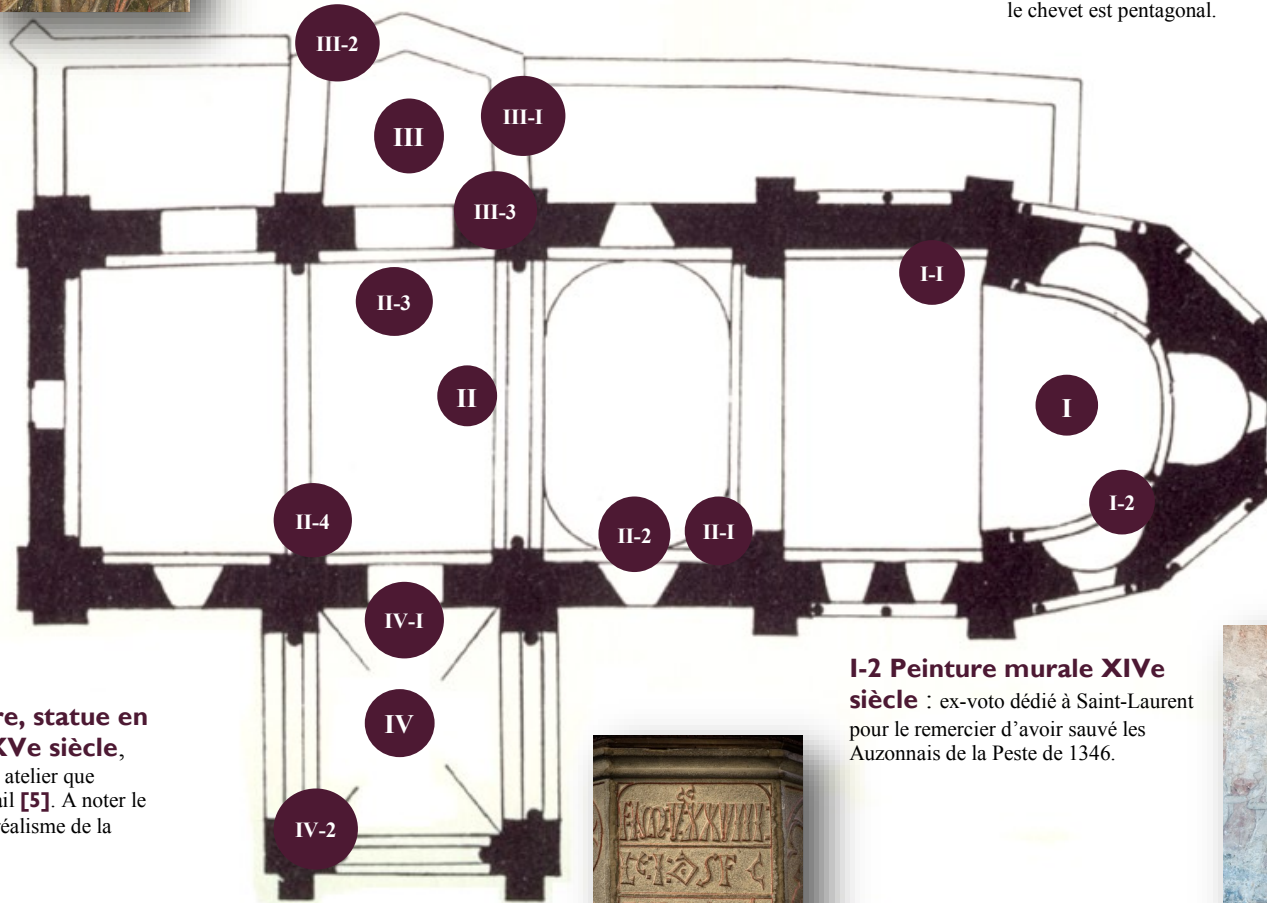 le chevet est pentagonal.
III-2
III-I
III
III-3
I-I
II-3
II
I
I-2
II-4
II-2
II-I
IV-I
IV
IV-2
I-2 Peinture murale XIVe
siècle : ex-voto dédié à Saint-Laurent
pour le remercier d’avoir sauvé les
Auzonnais de la Peste de 1346.
re, statue en
XVe siècle,
atelier que
ail [5]. A noter le
réalisme de la